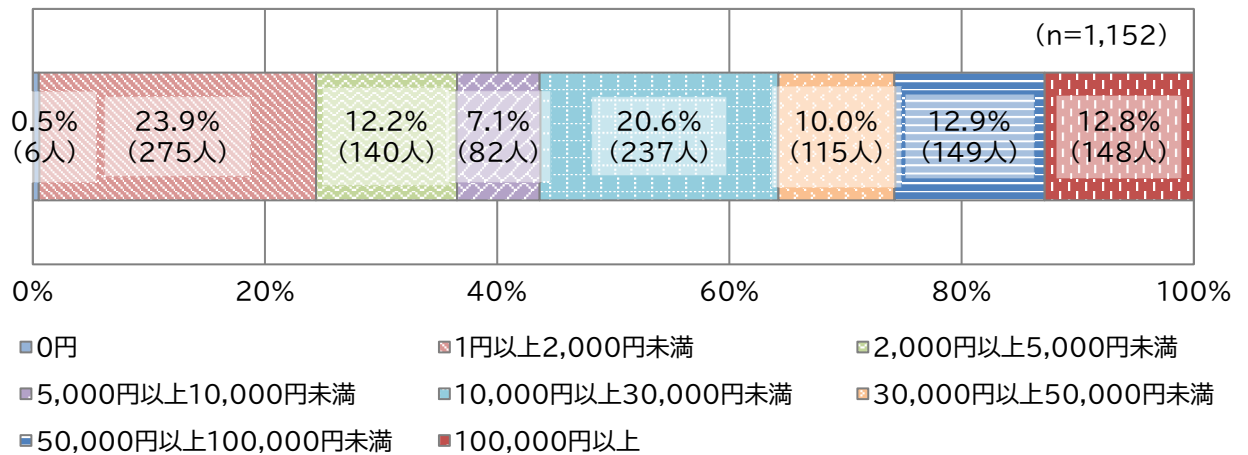 (n=1,152)
0.5% 23.9% 12.2% 7.1% 20.6% 10.0% 12.9% 12.8%
(6人) (275人) (140人) (82人) (237人) (115人) (149人) (148人)
0% 20% 40% 60% 80% 100%
0円 1円以上2,000円未満 2,000円以上5,000円未満
5,000円以上10,000円未満 10,000円以上30,000円未満 30,000円以上50,000円未満
50,000円以上100,000円未満 100,000円以上